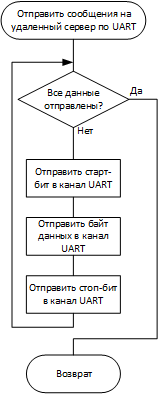 Отправить сообщения на
удаленный сервер по UART
Все данные
отправлены?
Да
Нет
Отправить старт-
бит в канал UART
Отправить байт
данных в канал
UART
Отправить стоп-бит
в канал UART
Возврат